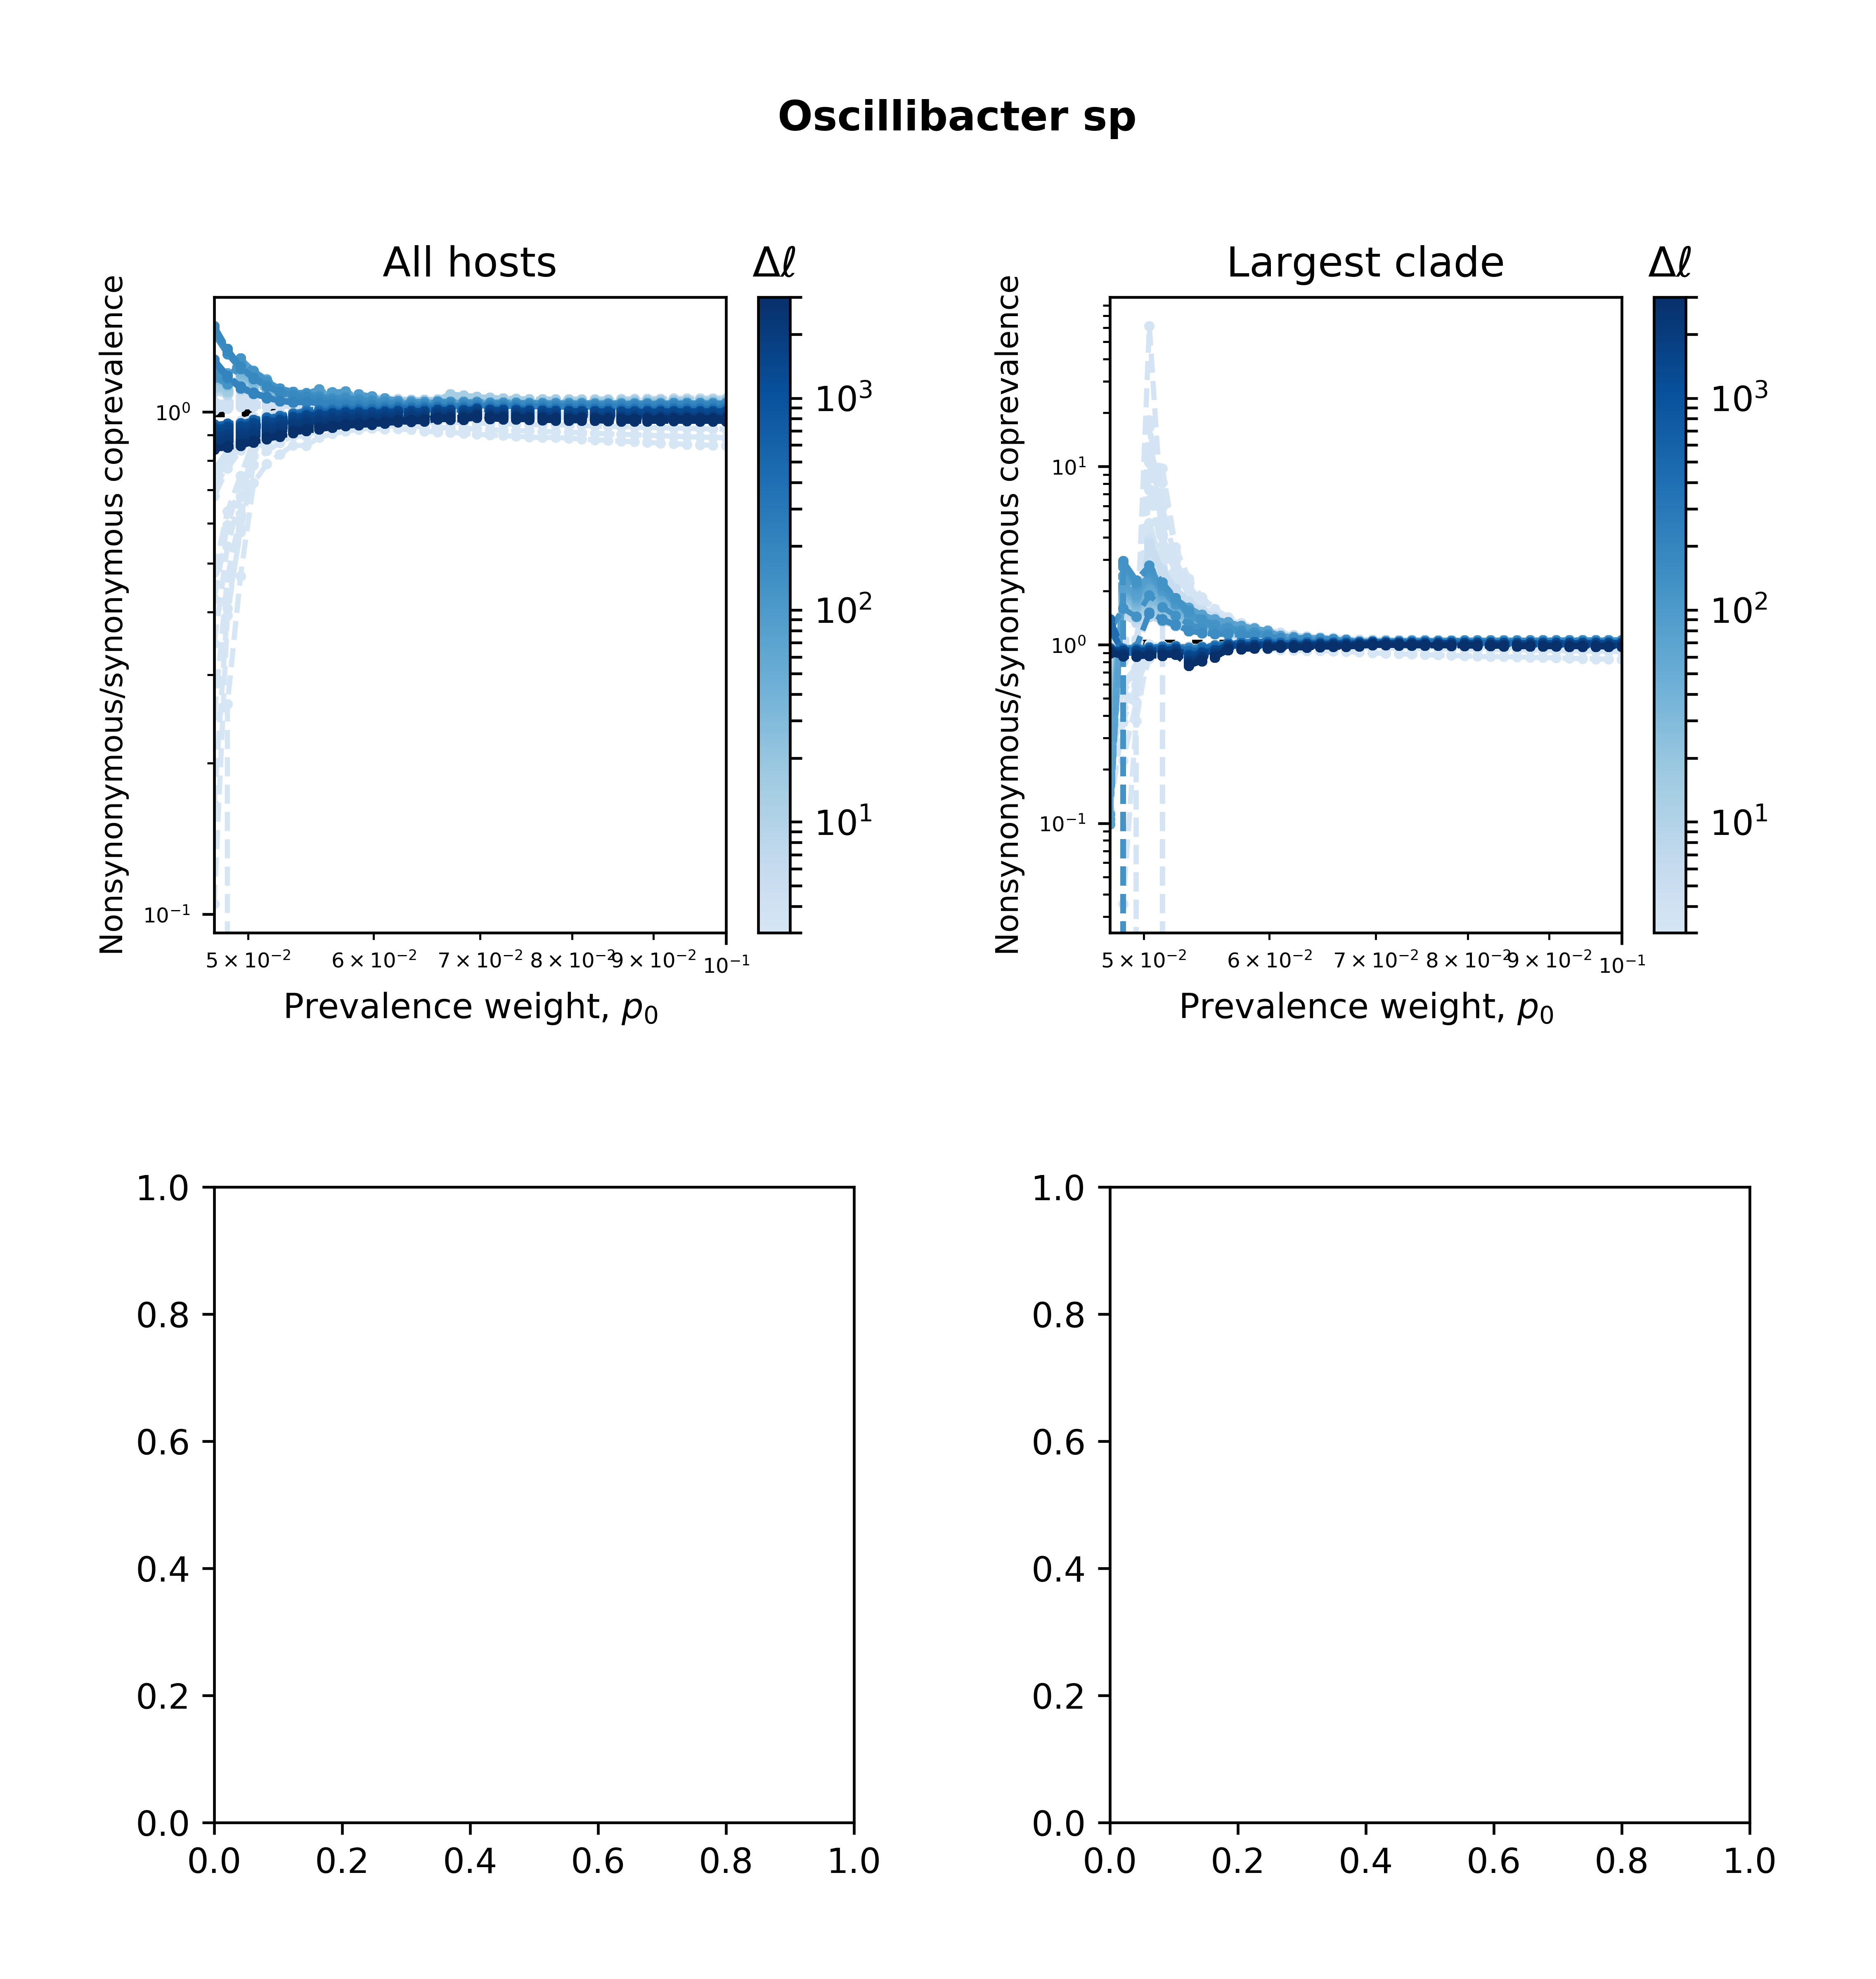 Oscillibacter sp
All hosts
Δℓ
Nonsynonymous/synonymous coprevalence
10⁰
10⁻¹
5 × 10⁻² 6 × 10⁻² 7 × 10⁻² 8 × 10⁻² 9 × 10⁻² 10⁻¹
Prevalence weight, p₀
10³
10²
10¹
Largest clade
Δℓ
Nonsynonymous/synonymous coprevalence
10¹
10⁰
10⁻¹
5 × 10⁻² 6 × 10⁻² 7 × 10⁻² 8 × 10⁻² 9 × 10⁻² 10⁻¹
Prevalence weight, p₀
10³
10²
10¹
1.0
0.8
0.6
0.4
0.2
0.0
0.0 0.2 0.4 0.6 0.8 1.0
1.0
0.8
0.6
0.4
0.2
0.0
0.0 0.2 0.4 0.6 0.8 1.0